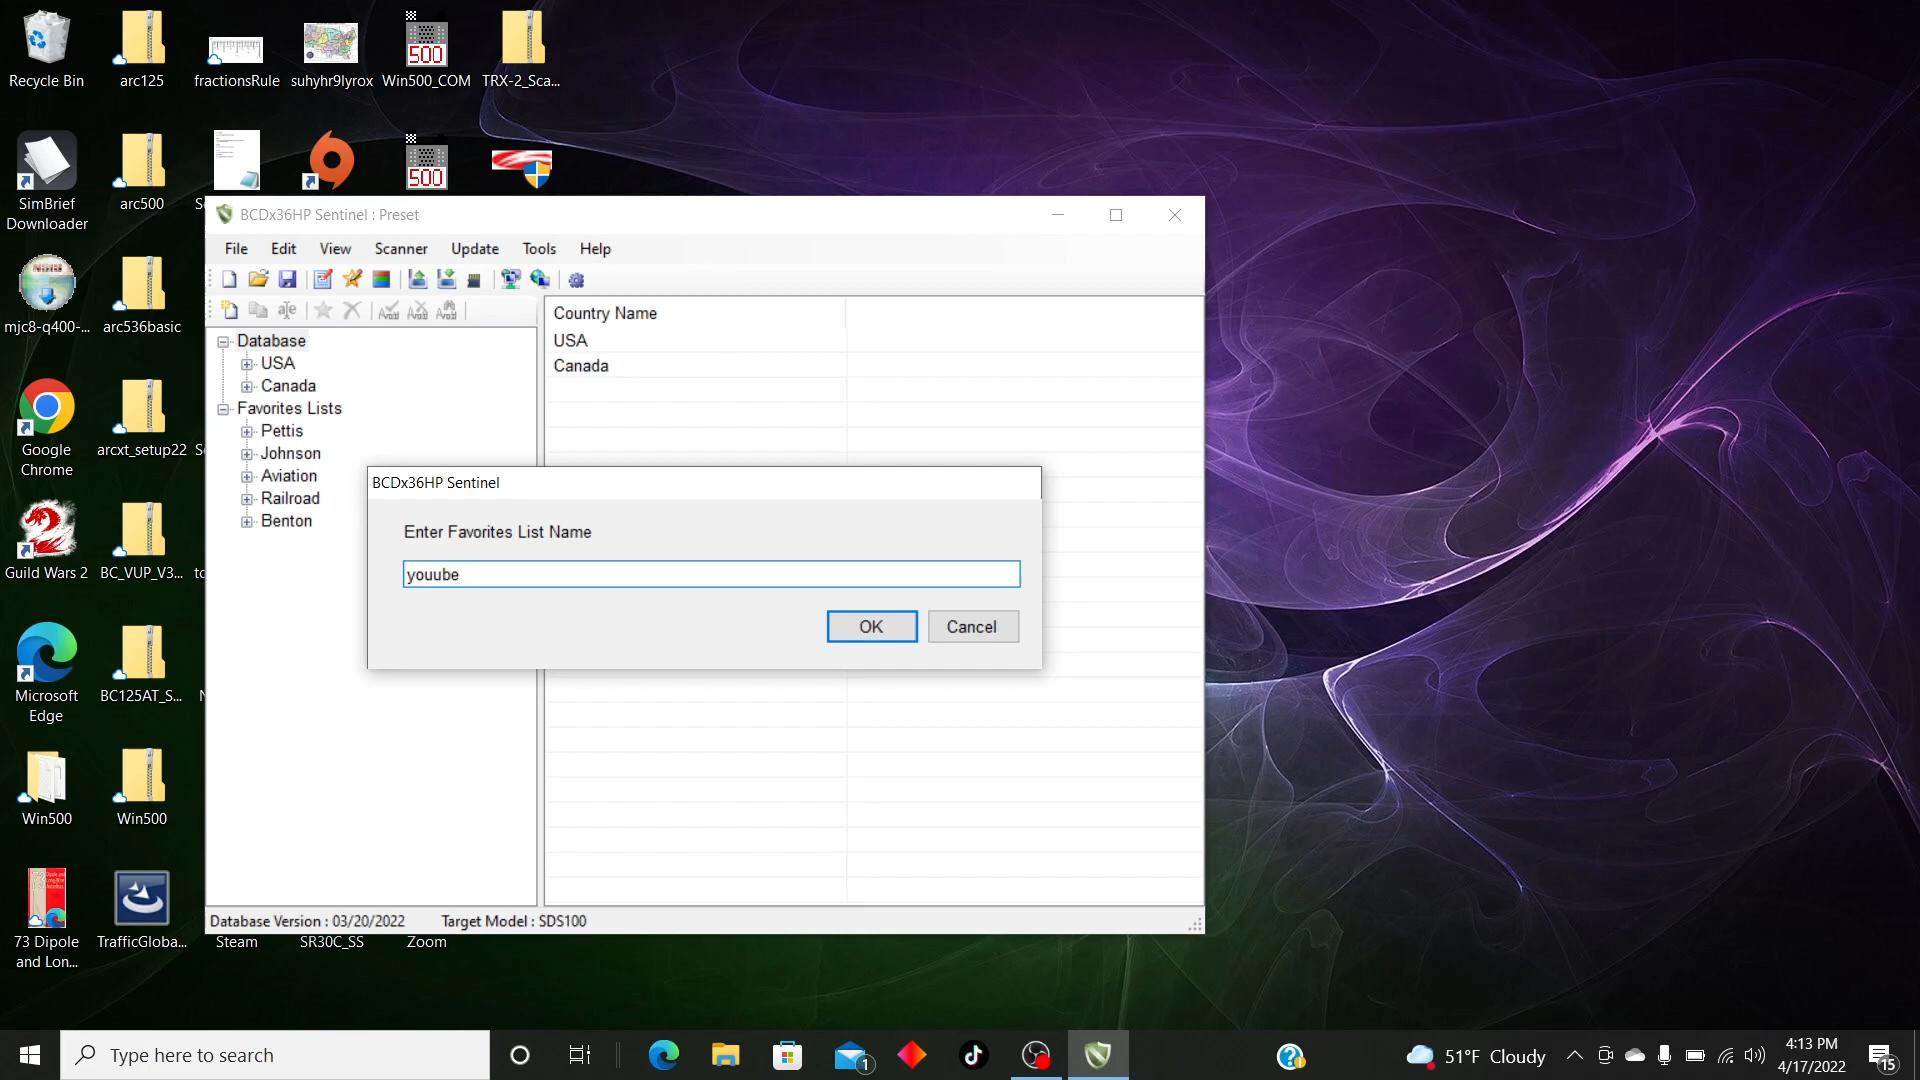 Recycle Bin
arc125
fractionsRule
suhyhr9lyrox
500
Win500_COM
TRX-2_Sca...
SimBrief
Downloader
arc500
500
BCDx36HP Sentinel : Preset
File Edit View Scanner Update Tools Help
mjc8-q400-...
arc536basic
Country Name
USA
Canada
Database
USA
Canada
Favorites Lists
Pettis
Johnson
Aviation
Railroad
Benton
Google
Chrome
arcxt_setup22
BCDx36HP Sentinel
Enter Favorites List Name
youube
OK
Cancel
Guild Wars 2
BC_VUP_V3...
Microsoft
Edge
BC125AT_S...
Win500
Win500
Database Version : 03/20/2022
Target Model : SDS100
73 Dipole
and Lon...
TrafficGloba...
Steam
SR30C_SS
Zoom
Type here to search
1
51°F Cloudy
4:13 PM
4/17/2022
15